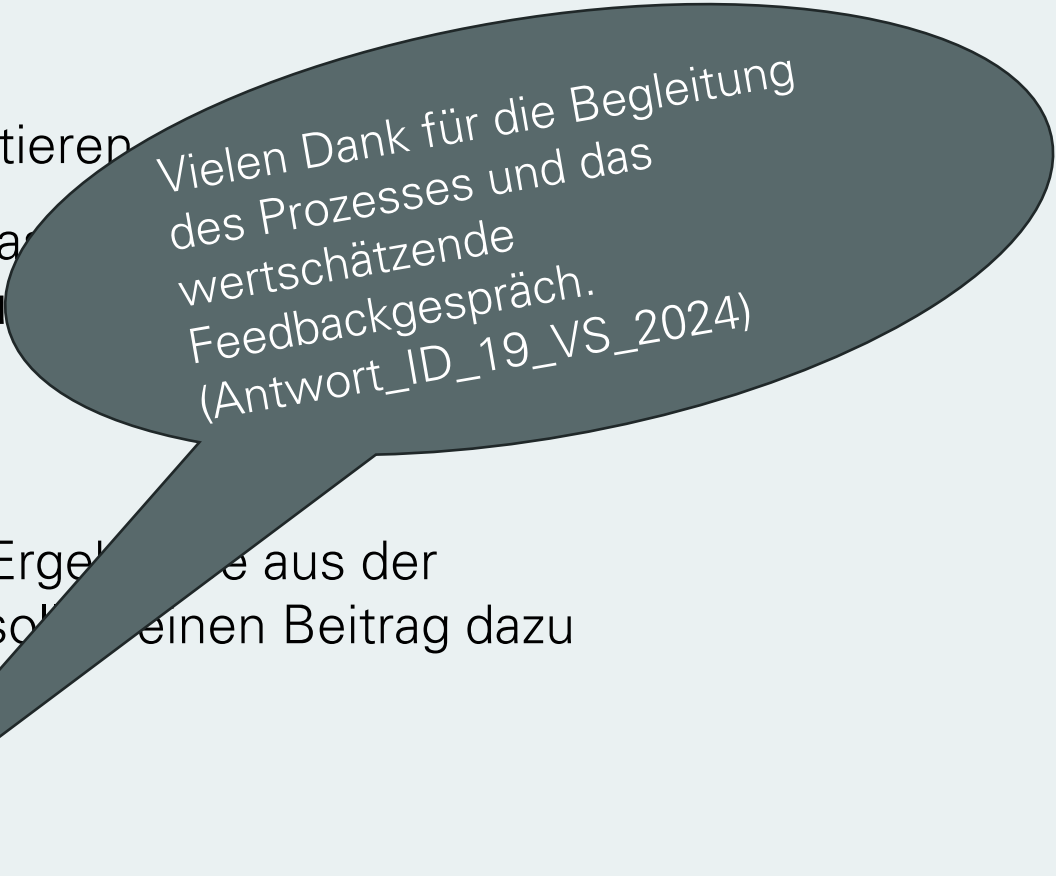 tieren
Vielen Dank für die Begleitung
des Prozesses und das
wertschätzende
Feedbackgespräch.
(Antwort_ID_19_VS_2024)
aus der
einen Beitrag dazu